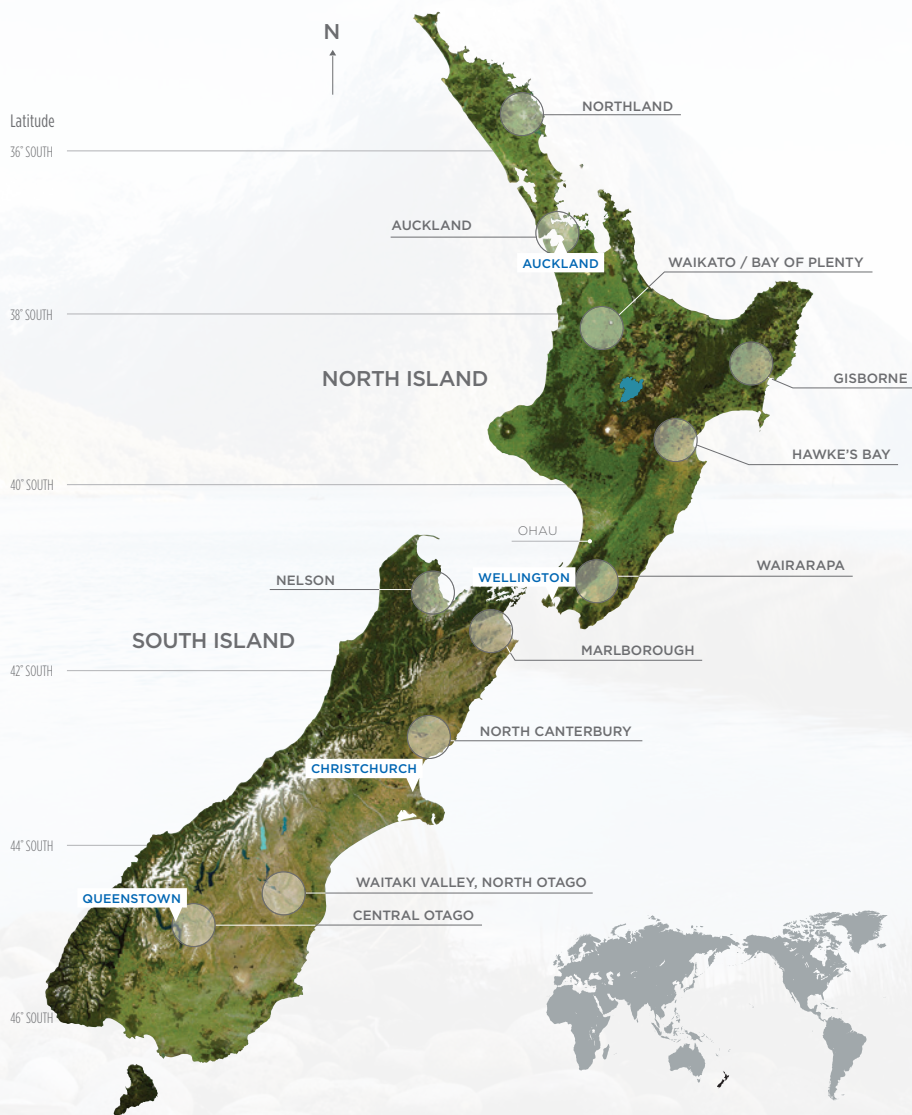 N
NORTHLAND
Latitude
36° SOUTH
AUCKLAND
AUCKLAND
WAIKATO / BAY OF PLENTY
38° SOUTH
NORTH ISLAND
GISBORNE
HAWKE'S BAY
40° SOUTH
OHAU
WAIRARAPA
WELLINGTON
NELSON
SOUTH ISLAND
MARLBOROUGH
42° SOUTH
NORTH CANTERBURY
CHRISTCHURCH
44° SOUTH
WAITAKI VALLEY, NORTH OTAGO
QUEENSTOWN
CENTRAL OTAGO
46° SOUTH